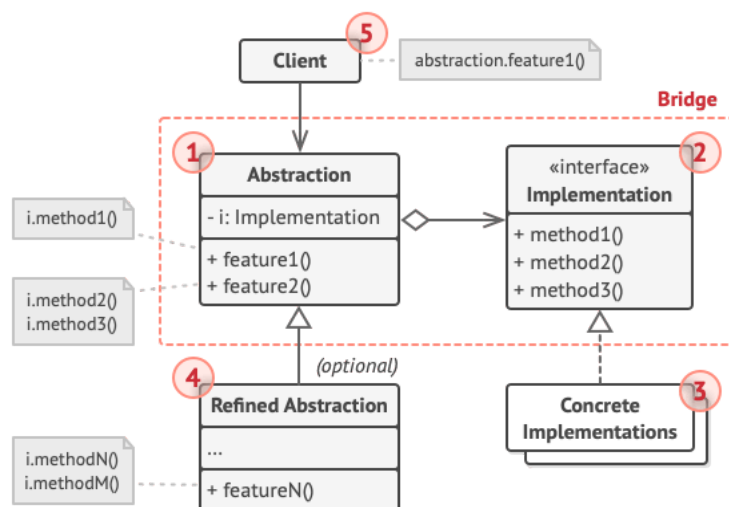 5
Client
abstraction.feature1()
Bridge
1
Abstraction
- i: Implementation
+ feature1()
+ feature2()
2
«interface»
Implementation
+ method1()
+ method2()
+ method3()
i.method1()
i.method2()
i.method3()
(optional)
4
Refined Abstraction
...
+ featureN()
3
Concrete
Implementations
i.methodN()
i.methodM()